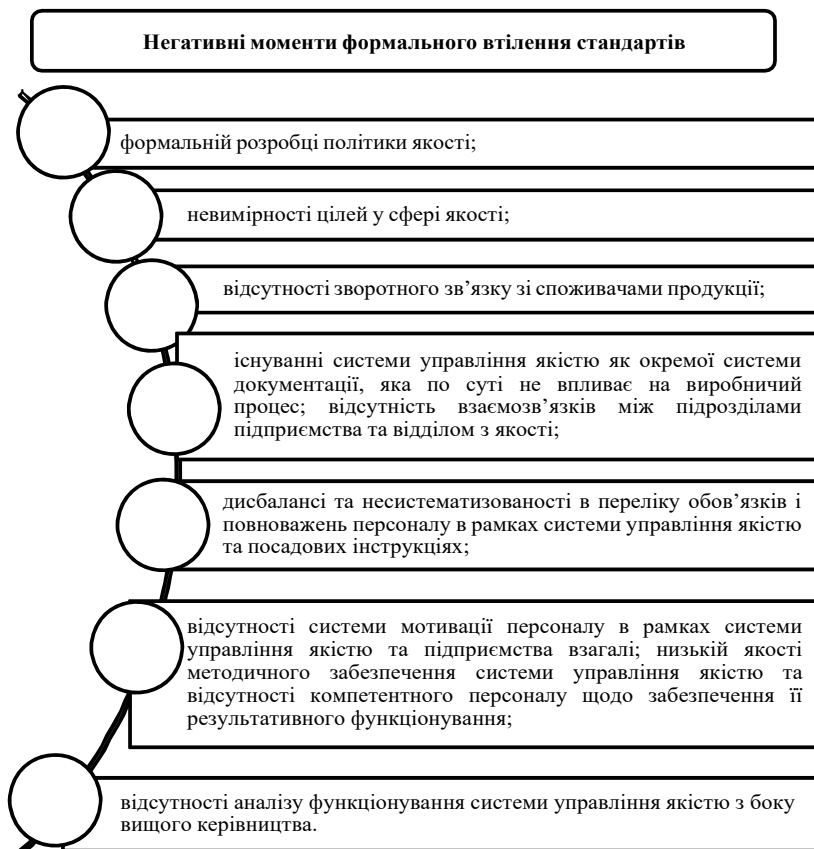 Негативні моменти формального втілення стандартів
формальній розробці політики якості;
невимірності цілей у сфері якості;
відсутності зворотного зв’язку зі споживачами продукції;
існуванні системи управління якістю як окремої системи
документації, яка по суті не впливає на виробничий
процес; відсутність взаємозв’язків між підрозділами
підприємства та відділом з якості;
дисбалансі та несистематизованості в переліку обов’язків і
повноважень персоналу в рамках системи управління якістю
та посадових інструкціях;
відсутності системи мотивації персоналу в рамках системи
управління якістю та підприємства взагалі; низькій якості
методичного забезпечення системи управління якістю та
відсутності компетентного персоналу щодо забезпечення її
результативного функціонування;
відсутності аналізу функціонування системи управління якістю з боку
вищого керівництва.